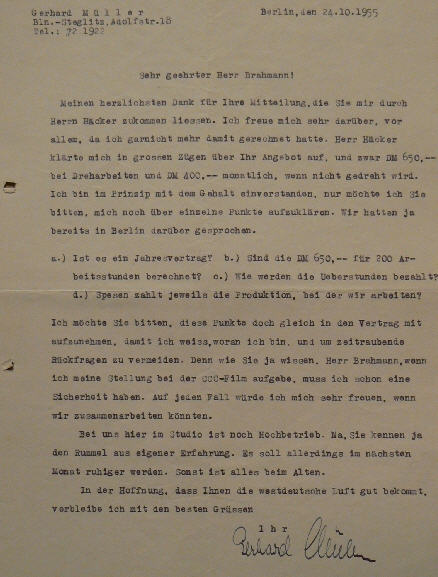 Gerhard Müller
Bln.-Steglitz, Adolfstr.16
Tel.: 72 1922
Berlin, den 24.10.1955
Sehr geehrter Herr Brahmann!
Meinen herzlichsten Dank für Ihre Mitteilung, die Sie mir durch
Herrn Häcker zukommen liessen. Ich freue mich sehr darüber, vor
allem, da ich garnicht mehr damit gerechnet hatte. Herr Häcker
klärte mich in grossen Zügen über Ihr Angebot auf, und zwar DM 650,--
bei Dreharbeiten und DM 400,-- monatlich, wenn nicht gedreht wird.
Ich bin im Prinzip mit dem Gehalt einverstanden, nur möchte ich Sie
bitten, mich noch über einzelne Punkte aufzuklären. Wir hatten ja
bereits in Berlin darüber gesprochen.
a.) Ist es ein Jahresvertrag? b.) Sind die DM 650,-- für 200 Ar-
beitsstunden berechnet? c.) Wie werden die Ueberstunden bezahlt?
d.) Spesen zahlt jeweils die Produktion, bei der wir arbeiten?
Ich möchte Sie bitten, diese Punkte doch gleich in den Vertrag mit
aufzunehmen, damit ich weiss, woran ich bin, und um zeitraubende
Rückfragen zu vermeiden. Denn wie Sie ja wissen, Herr Brahmann, wenn
ich meine Stellung bei der CCC-Film aufgebe, muss ich schon eine
Sicherheit haben. Auf jeden Fall würde ich mich sehr freuen, wenn
wir zusammenarbeiten könnten.
Bei uns hier im Studio ist noch Hochbetrieb. Na, Sie kennen ja
den Rummel aus eigener Erfahrung. Es soll allerdings im nächsten
Monat ruhiger werden. Sonst ist alles beim Alten.
In der Hoffnung, dass Ihnen die westdeutsche Luft gut bekommt,
verbleibe ich mit den besten Grüssen
Ihr
Gerhard Müller